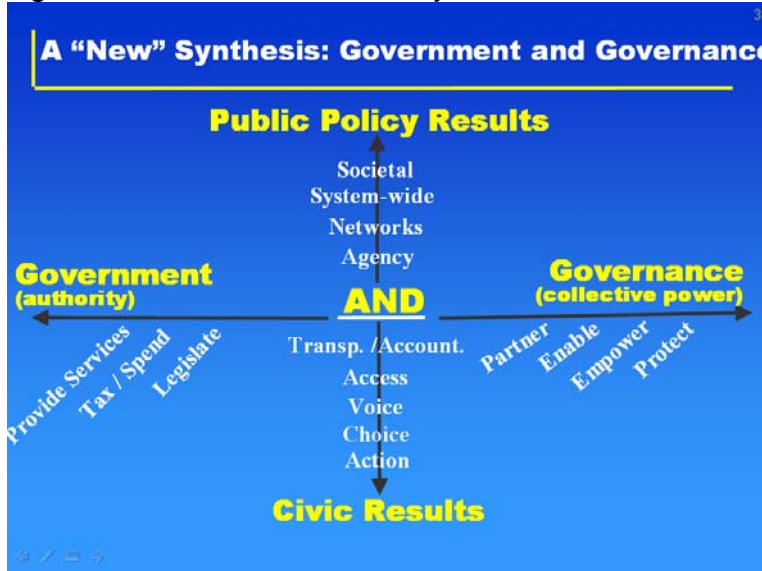 3
A “New” Synthesis: Government and Governance
Public Policy Results
Societal
System-wide
Networks
Agency
Government
(authority)
Governance
(collective power)
AND
Provide Services
Tax / Spend
Legislate
Transp. /Account.
Access
Voice
Choice
Action
Partner
Enable
Empower
Protect
Civic Results